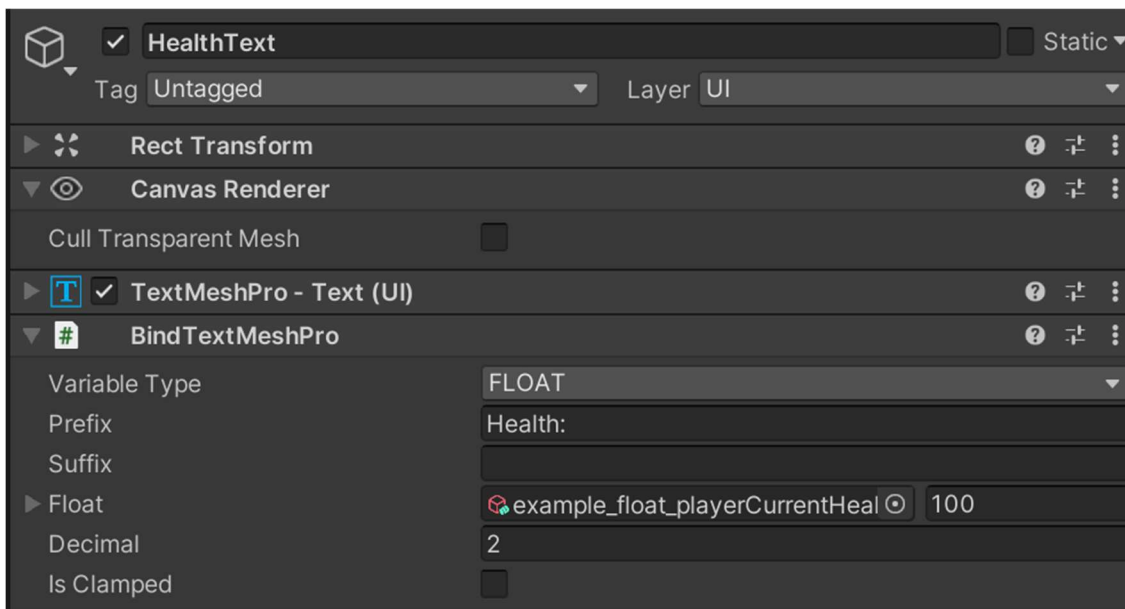 HealthText Static
Tag Untagged Layer UI
Rect Transform
Canvas Renderer
Cull Transparent Mesh
TextMeshPro - Text (UI)
BindTextMeshPro
Variable Type FLOAT
Prefix Health:
Suffix
Float example_float_playerCurrentHeal 100
Decimal 2
Is Clamped